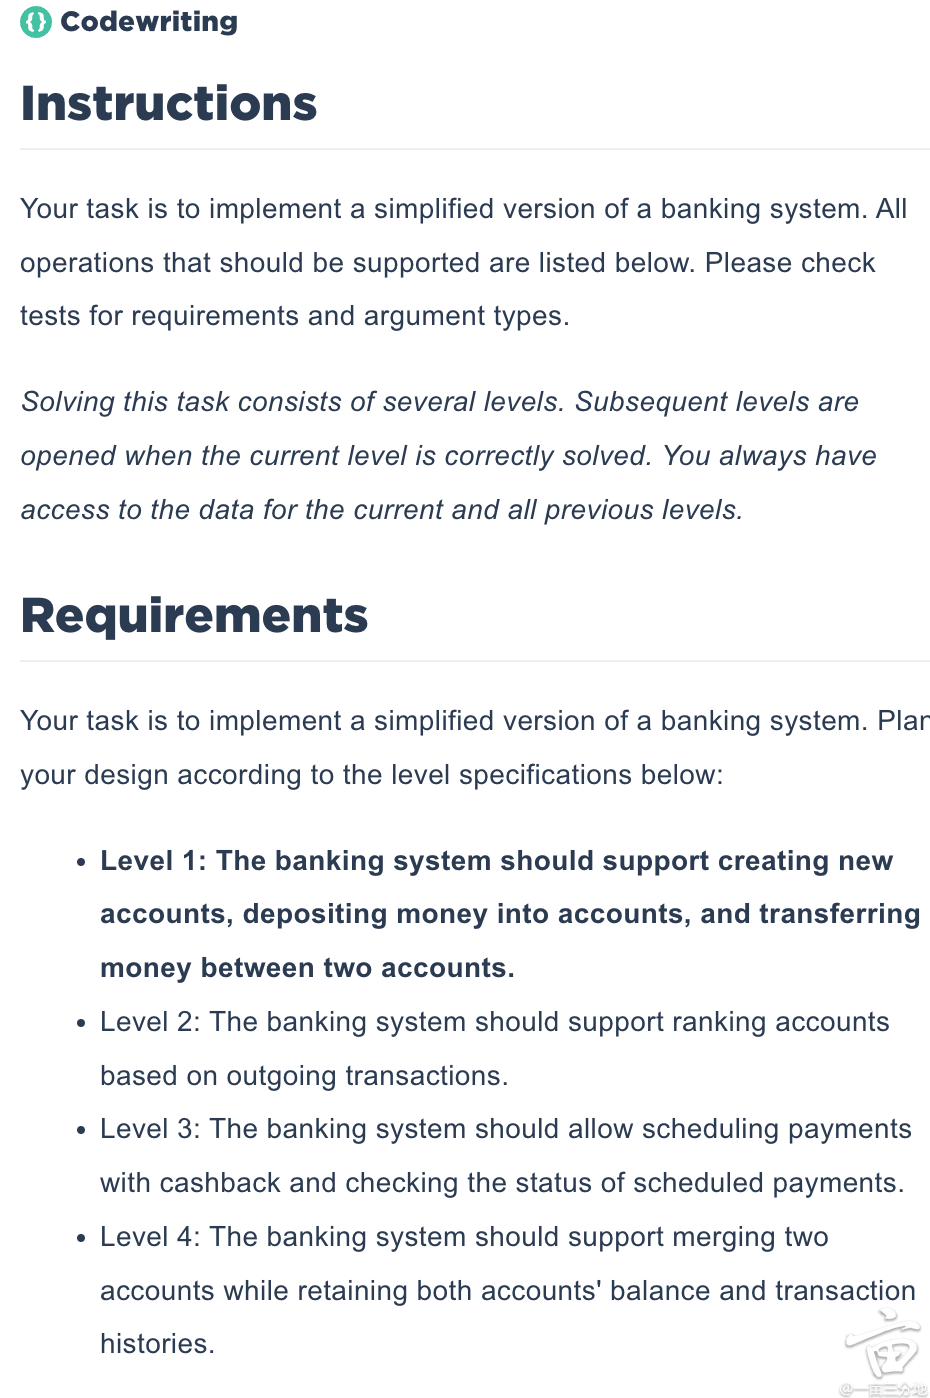 Codewriting
Instructions
Your task is to implement a simplified version of a banking system. All
operations that should be supported are listed below. Please check
tests for requirements and argument types.
Solving this task consists of several levels. Subsequent levels are
opened when the current level is correctly solved. You always have
access to the data for the current and all previous levels.
Requirements
Your task is to implement a simplified version of a banking system. Plan
your design according to the level specifications below:
• Level 1: The banking system should support creating new
accounts, depositing money into accounts, and transferring
money between two accounts.
• Level 2: The banking system should support ranking accounts
based on outgoing transactions.
• Level 3: The banking system should allow scheduling payments
with cashback and checking the status of scheduled payments.
• Level 4: The banking system should support merging two
accounts while retaining both accounts' balance and transaction
histories.
亩
@一亩三分地